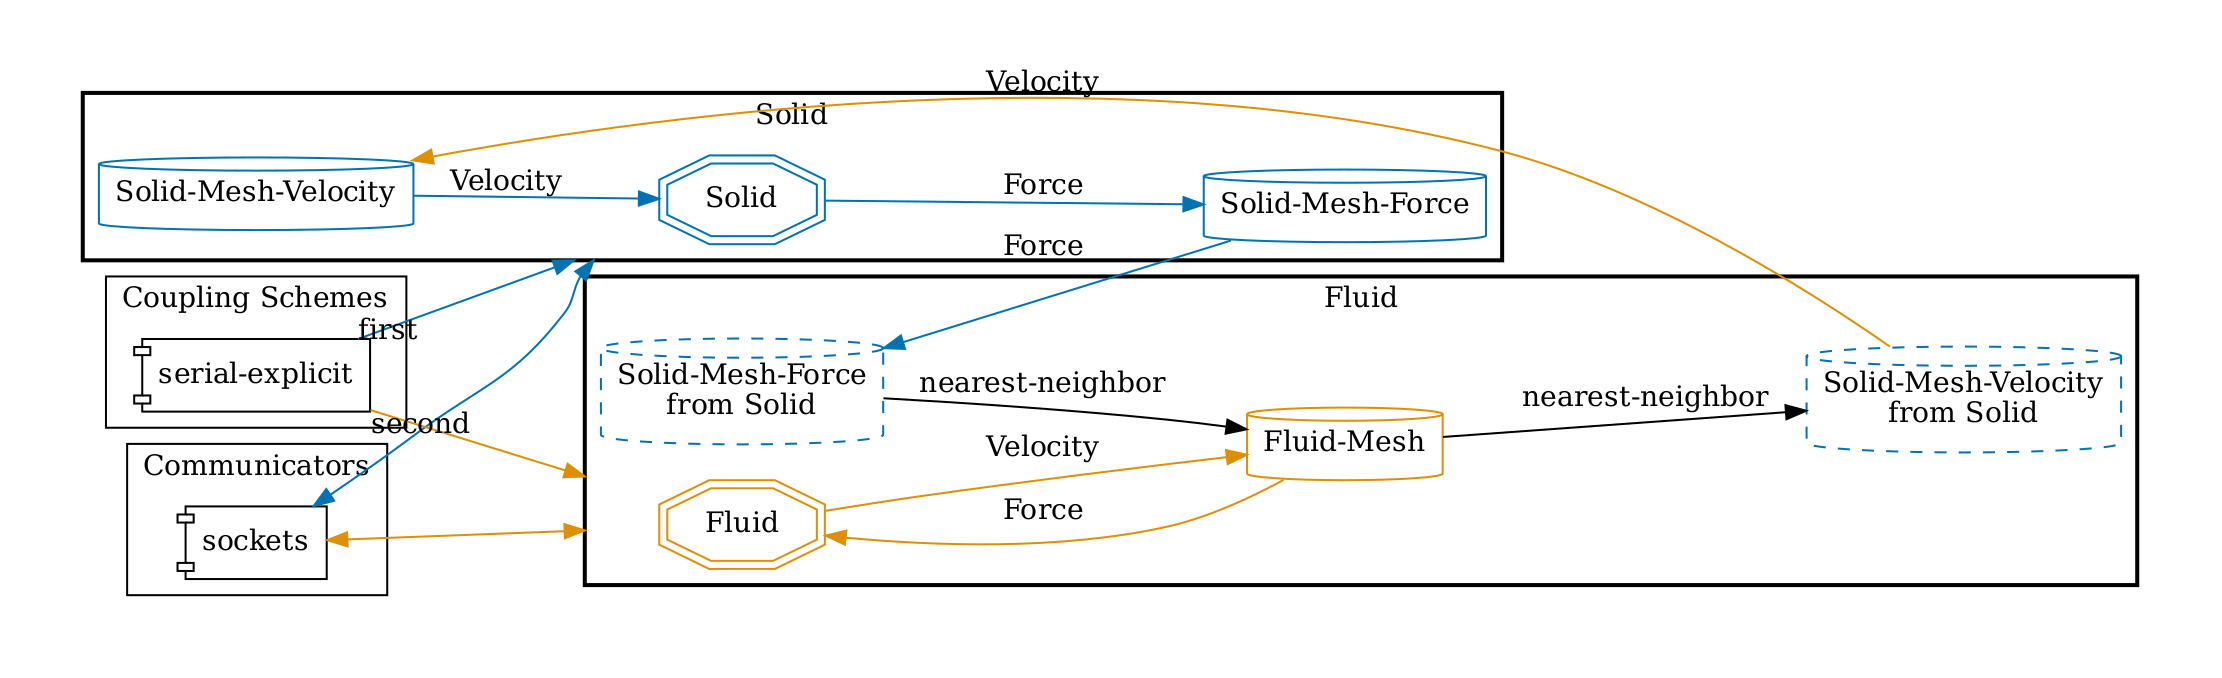 Velocity
Solid
Solid-Mesh-Velocity
Velocity
Solid
Force
Solid-Mesh-Force
Force
Coupling Schemes
first
serial-explicit
second
Communicators
sockets
Fluid
Solid-Mesh-Force
from Solid
nearest-neighbor
Velocity
Fluid-Mesh
nearest-neighbor
Solid-Mesh-Velocity
from Solid
Fluid
Force